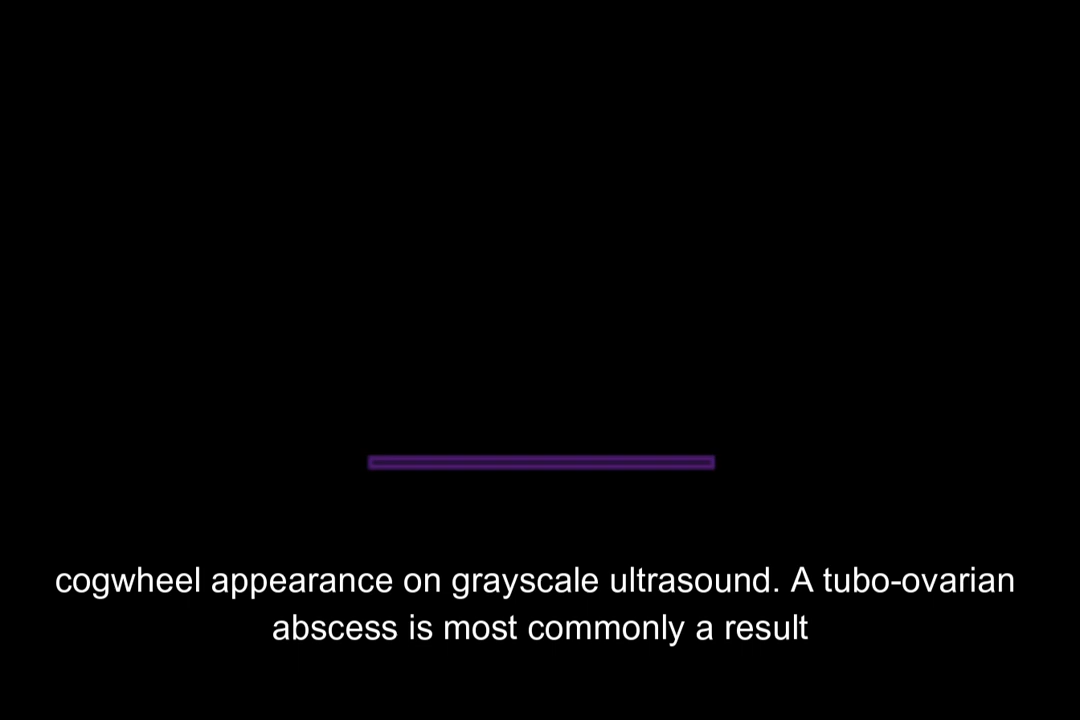 cogwheel appearance on grayscale ultrasound. A tubo-ovarian
abscess is most commonly a result